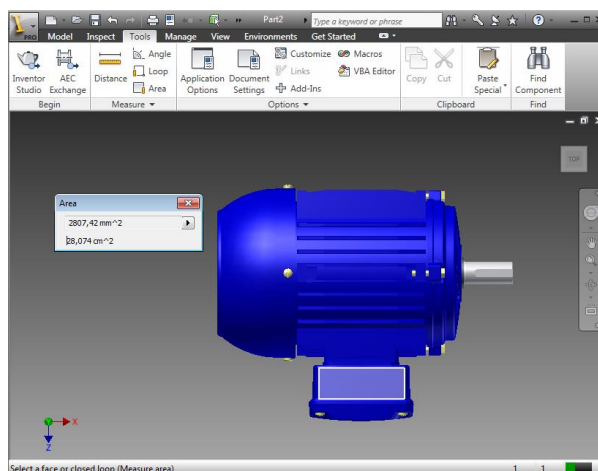 PRO
Part2
Type a keyword or phrase
Model Inspect Tools Manage View Environments Get Started
Inventor Studio
AEC Exchange
Begin
Distance
Angle
Loop
Area
Measure
Application Options
Document Settings
Customize
Links
Add-Ins
Macros
VBA Editor
Options
Copy
Cut
Paste Special
Clipboard
Find Component
Find
TOP
Area
2807,42 mm^2
28,074 cm^2
X
Z
Select a face or closed loop (Measure area)
1 1